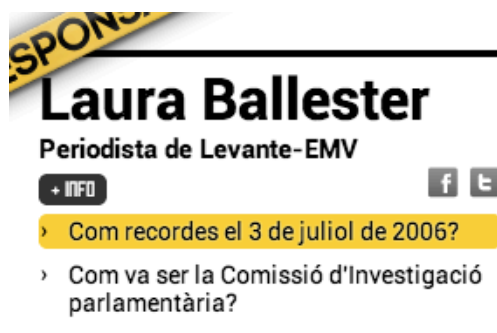 RESPONSA
Laura Ballester
Periodista de Levante-EMV
+ INFO
› Com recordes el 3 de juliol de 2006?
› Com va ser la Comissió d'Investigació
parlamentària?